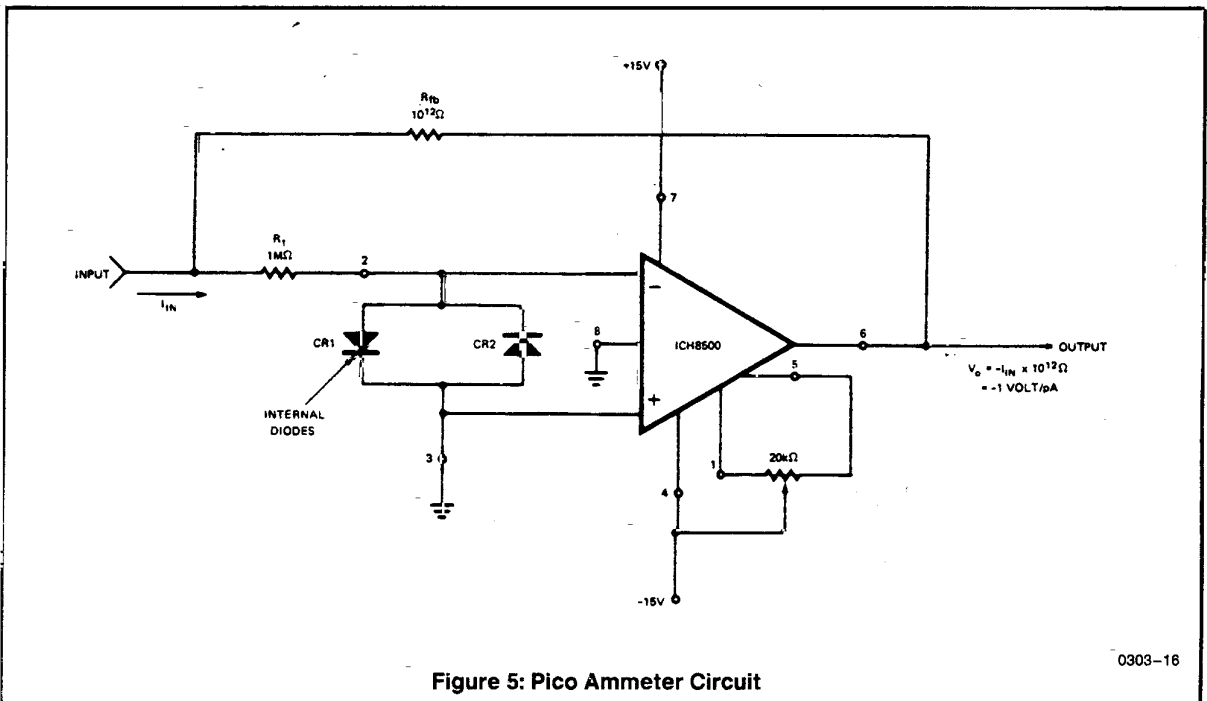 +15V
Rfb
10¹²Ω
7
R1
1MΩ
2
INPUT
IIN
−
8
CR1
CR2
ICH8500
6
OUTPUT
5
Vo = -IIN x 10¹²Ω
= -1 VOLT/pA
+
INTERNAL
DIODES
3
20kΩ
1
4
-15V
0303-16
Figure 5: Pico Ammeter Circuit